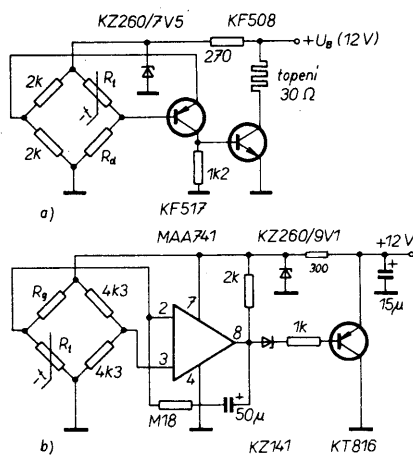 KZ260/7V5 KF508
270
+U_B (12 V)
2k
R_t
-t
topení
30 Ω
2k
R_d
1k2
a)
KF517
MAA741 KZ260/9V1
+12 V
2k
300
15μ
+
R_g
4k3
2
7
8
1k
R_t
-t
4k3
3
4
+
M18
50μ
b)
KZ141 KT816